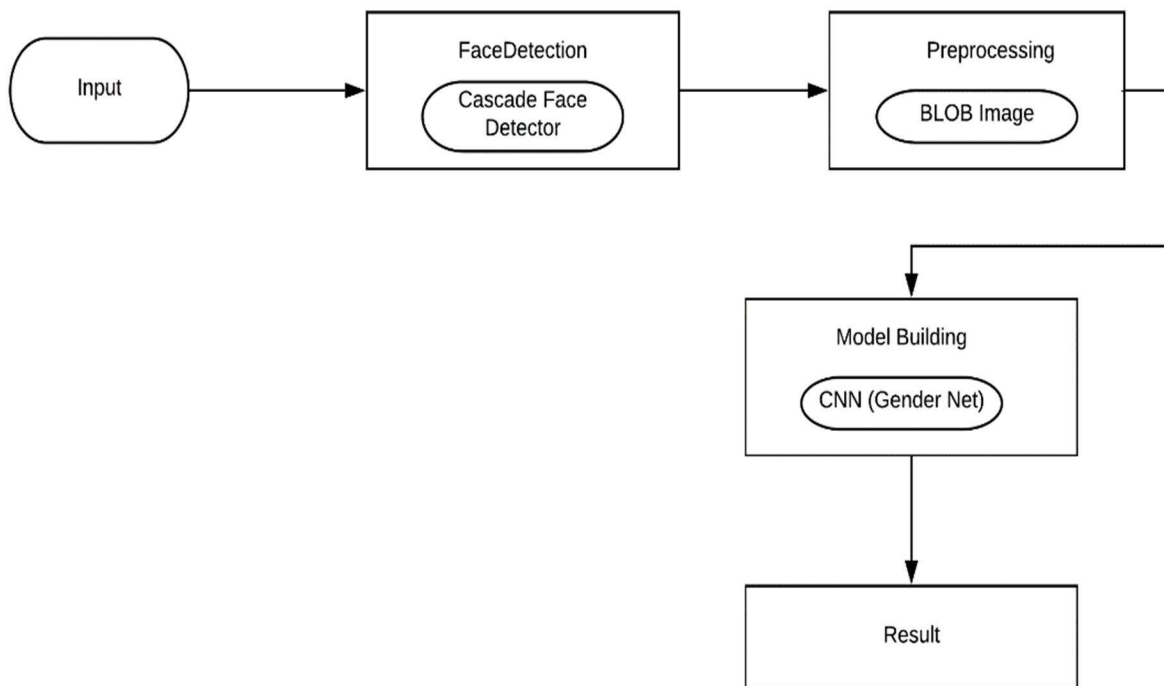 Input
FaceDetection
Cascade Face
Detector
Preprocessing
BLOB Image
Model Building
CNN (Gender Net)
Result